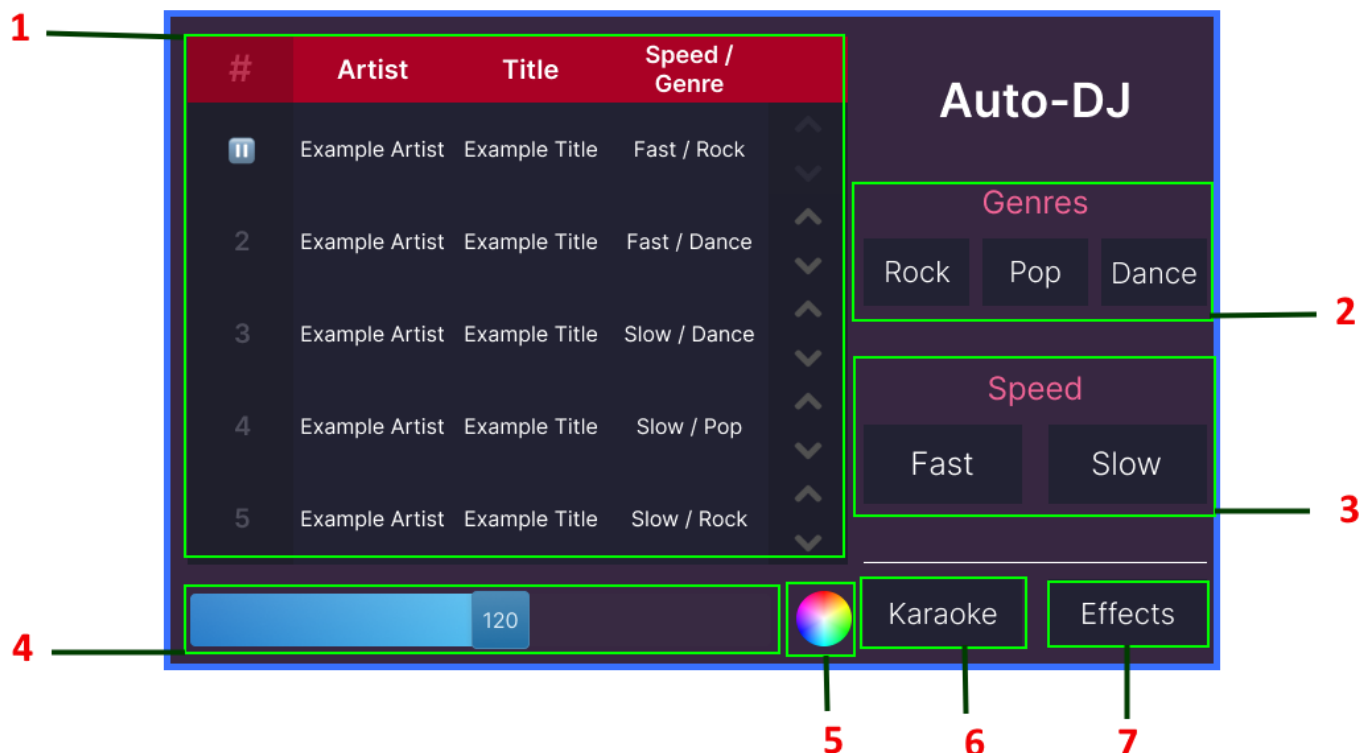 1
# Artist Title Speed / Genre
Example Artist Example Title Fast / Rock
2 Example Artist Example Title Fast / Dance
3 Example Artist Example Title Slow / Dance
4 Example Artist Example Title Slow / Pop
5 Example Artist Example Title Slow / Rock
Auto-DJ
Genres
Rock Pop Dance
2
Speed
Fast Slow
3
120
4
Karaoke Effects
5 6 7